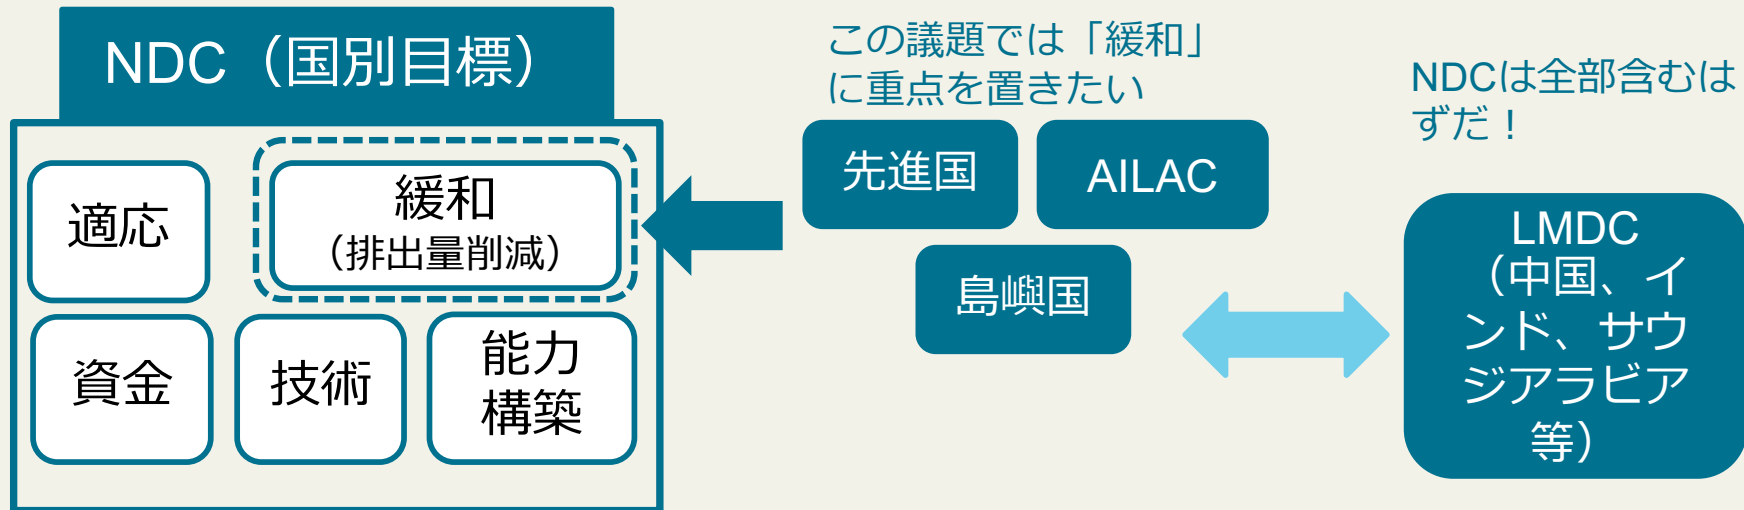 NDC（国別目標）
適応
緩和
（排出量削減）
資金
技術
能力
構築
この議題では「緩和」
に重点を置きたい
先進国
AILAC
島嶼国
NDCは全部含むは
ずだ！
LMDC
（中国、イ
ンド、サウ
ジアラビア
等）